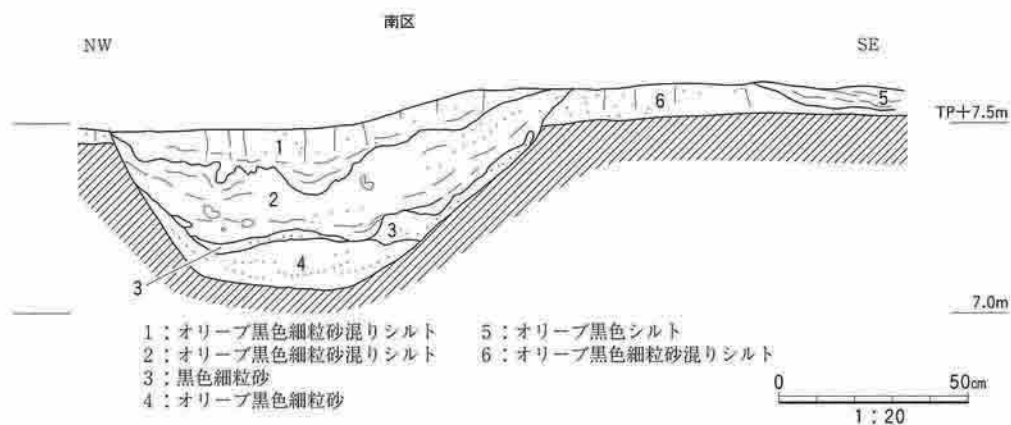 南区
NW
SE
1
2
3
4
5
6
TP+7.5m
3
7.0m
1：オリーブ黒色細粒砂混りシルト
2：オリーブ黒色細粒砂混りシルト
3：黒色細粒砂
4：オリーブ黒色細粒砂
5：オリーブ黒色シルト
6：オリーブ黒色細粒砂混りシルト
0 50cm
1：20